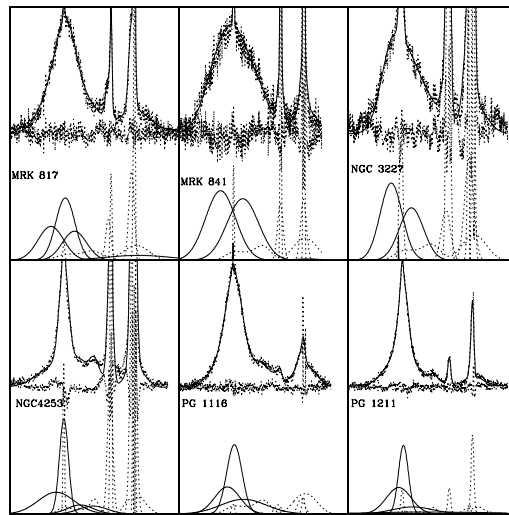 MRK 817
MRK 841
NGC 3227
NGC4253
PG 1116
PG 1211